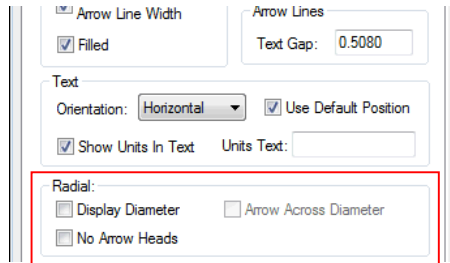 Arrow Line Width
Arrow Lines
Filled
Text Gap: 0.5080
Text
Orientation: Horizontal
Use Default Position
Show Units In Text
Units Text:
Radial:
Display Diameter
Arrow Across Diameter
No Arrow Heads